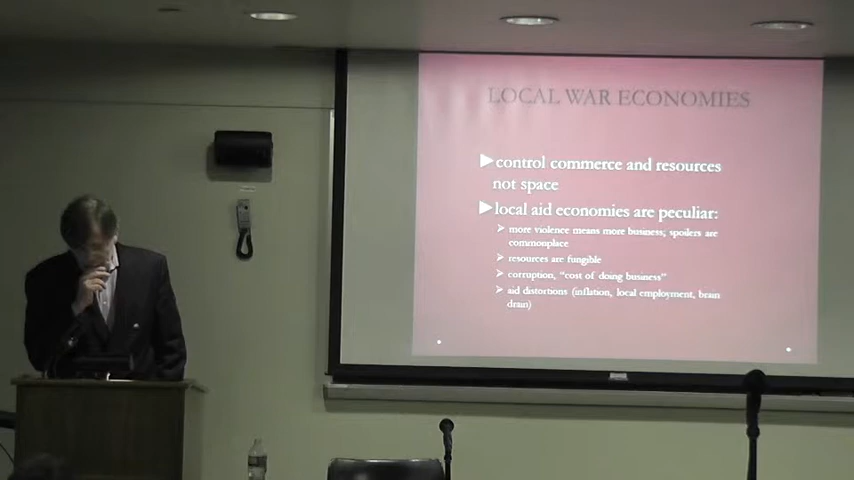 LOCAL WAR ECONOMIES
control commerce and resources
not space
local aid economies are peculiar:
more violence means more business; spoilers are
commonplace
resources are fungible
corruption, "cost of doing business"
aid distortions (inflation, local employment, brain
drain)